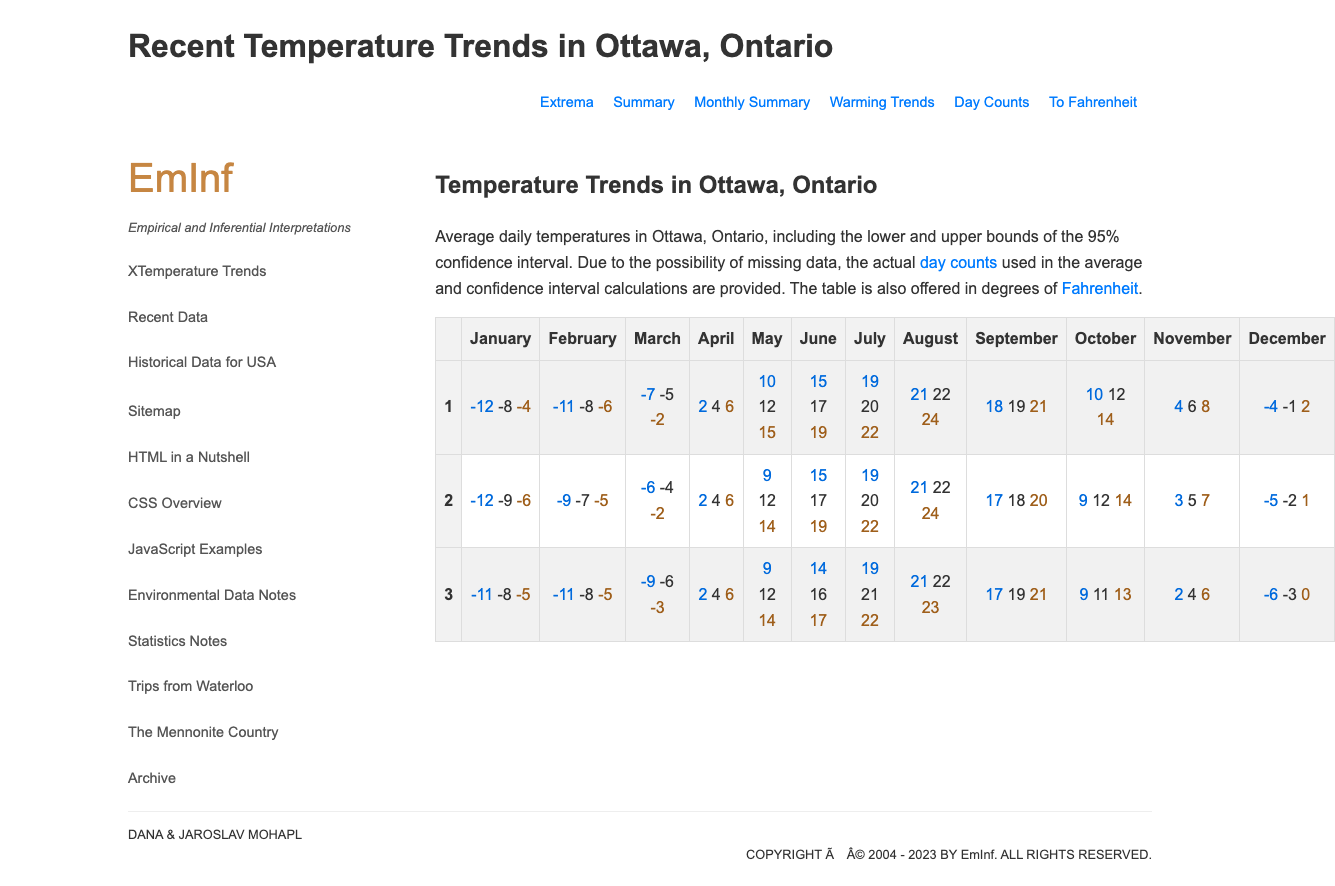 Recent Temperature Trends in Ottawa, Ontario
Extrema Summary Monthly Summary Warming Trends Day Counts To Fahrenheit
EmInf
Empirical and Inferential Interpretations
XTemperature Trends
Recent Data
Historical Data for USA
Sitemap
HTML in a Nutshell
CSS Overview
JavaScript Examples
Environmental Data Notes
Statistics Notes
Trips from Waterloo
The Mennonite Country
Archive
Temperature Trends in Ottawa, Ontario
Average daily temperatures in Ottawa, Ontario, including the lower and upper bounds of the 95%
confidence interval. Due to the possibility of missing data, the actual day counts used in the average
and confidence interval calculations are provided. The table is also offered in degrees of Fahrenheit.
January February March April May June July August September October November December
1 -12 -8 -4 -11 -8 -6 -7 -5 -2 2 4 6 10 12 15 15 17 19 19 20 22 21 22 24 18 19 21 10 12 14 4 6 8 -4 -1 2
2 -12 -9 -6 -9 -7 -5 -6 -4 -2 2 4 6 9 12 14 15 17 19 19 20 22 21 22 24 17 18 20 9 12 14 3 5 7 -5 -2 1
3 -11 -8 -5 -11 -8 -5 -9 -6 -3 2 4 6 9 12 14 14 16 17 19 21 22 21 22 23 17 19 21 9 11 13 2 4 6 -6 -3 0
DANA & JAROSLAV MOHAPL
COPYRIGHT Ã Â© 2004 - 2023 BY EmInf. ALL RIGHTS RESERVED.